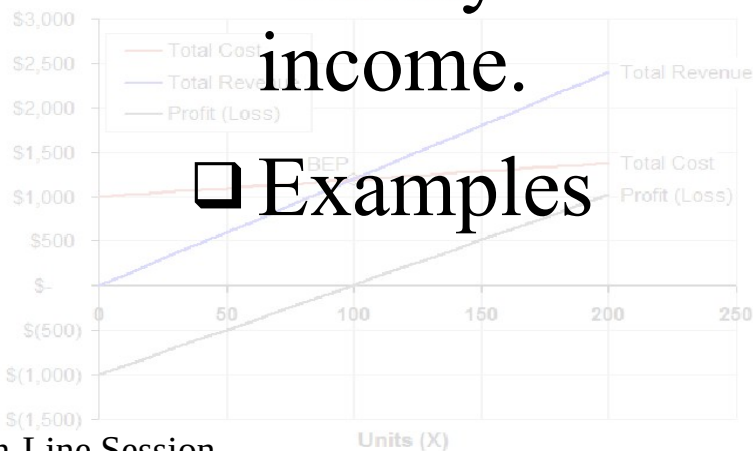 $3,000
income.
Total Cost
$2,500
Total Revenue
Total Revenue
$2,000
Profit (Loss)
$1,500
BEP
Examples
Total Cost
$1,000
Profit (Loss)
$500
$-
0 50 100 150 200 250
$(500)
$(1,000)
$(1,500)
Line Session
Units (X)